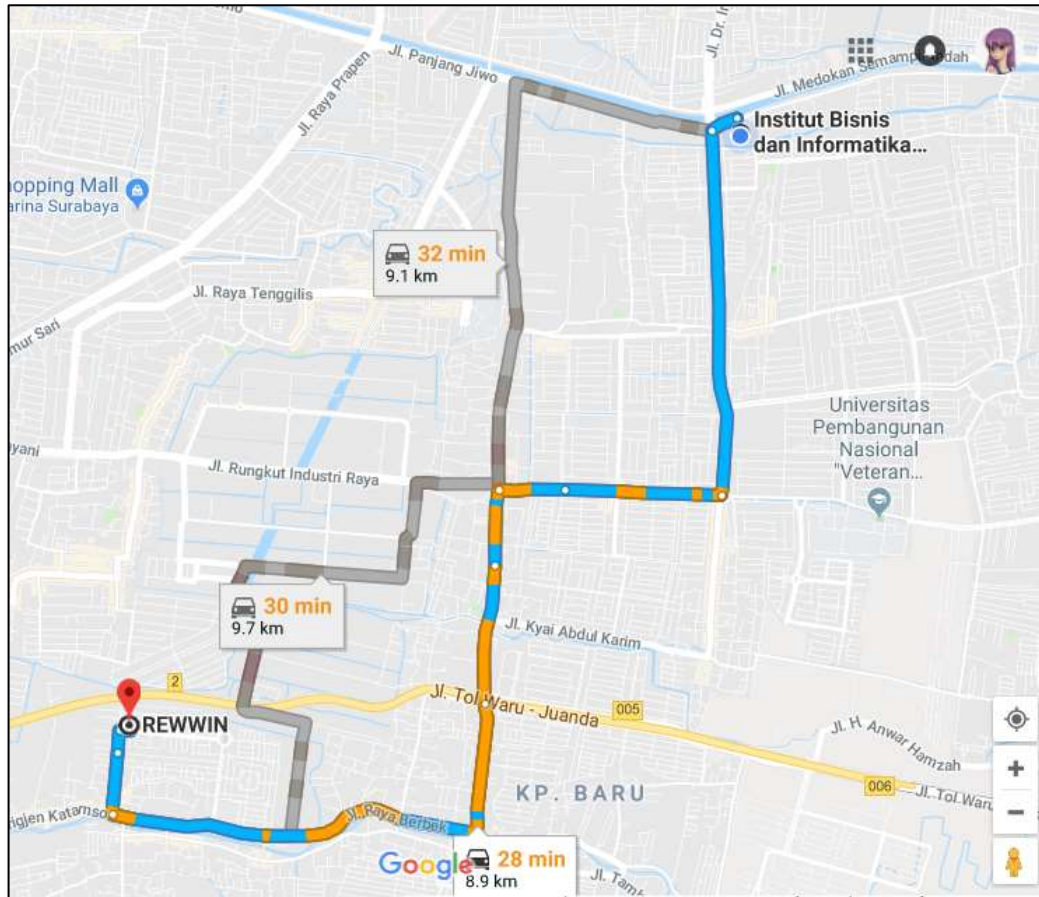 Jl. Panjang Jiwo
Jl. Dr. Ir
Jl. Raya Prapen
Jl. Medokan Semampir Indah
Institut Bisnis
dan Informatika...
hopping Mall
arina Surabaya
32 min
9.1 km
Jl. Raya Tenggilis
mur Sari
Universitas
Pembangunan
Nasional
"Veteran...
yani
Jl. Rungkut Industri Raya
30 min
9.7 km
Jl. Kyai Abdul Karim
2
Jl. Tol Waru - Juanda
005
REWWIN
Jl. H. Anwar
Hamzah
006
Jl. Tol Waru
KP. BARU
rigjen Katamso
Jl. Raya Berbek
Google
28 min
8.9 km
Jl. Tamb